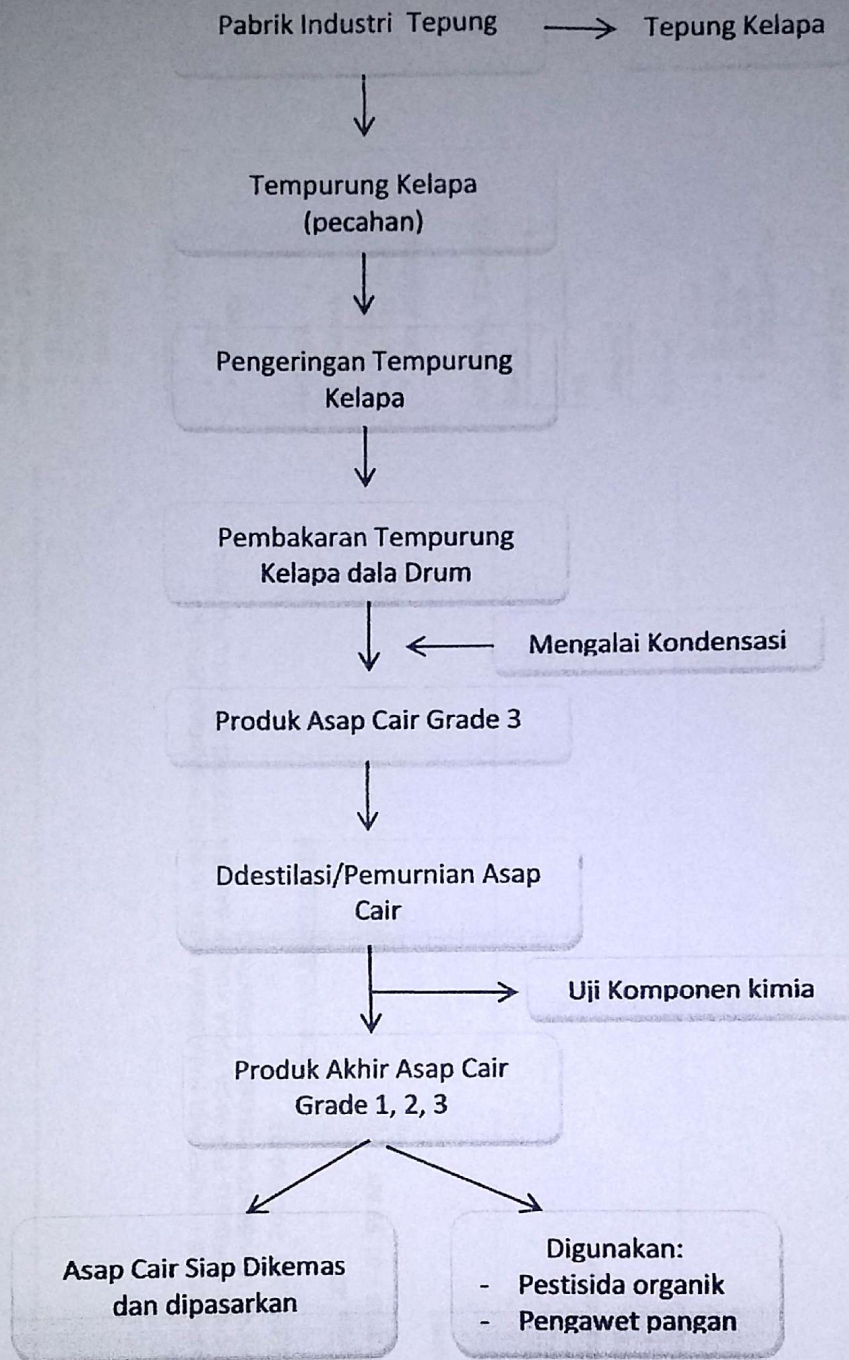 Pabrik Industri Tepung
Tepung Kelapa
Tempurung Kelapa
(pecahan)
Pengeringan Tempurung
Kelapa
Pembakaran Tempurung
Kelapa dala Drum
Mengalai Kondensasi
Produk Asap Cair Grade 3
Ddestilasi/Pemurnian Asap
Cair
Uji Komponen kimia
Produk Akhir Asap Cair
Grade 1, 2, 3
Asap Cair Siap Dikemas
dan dipasarkan
Digunakan:
- Pestisida organik
- Pengawet pangan